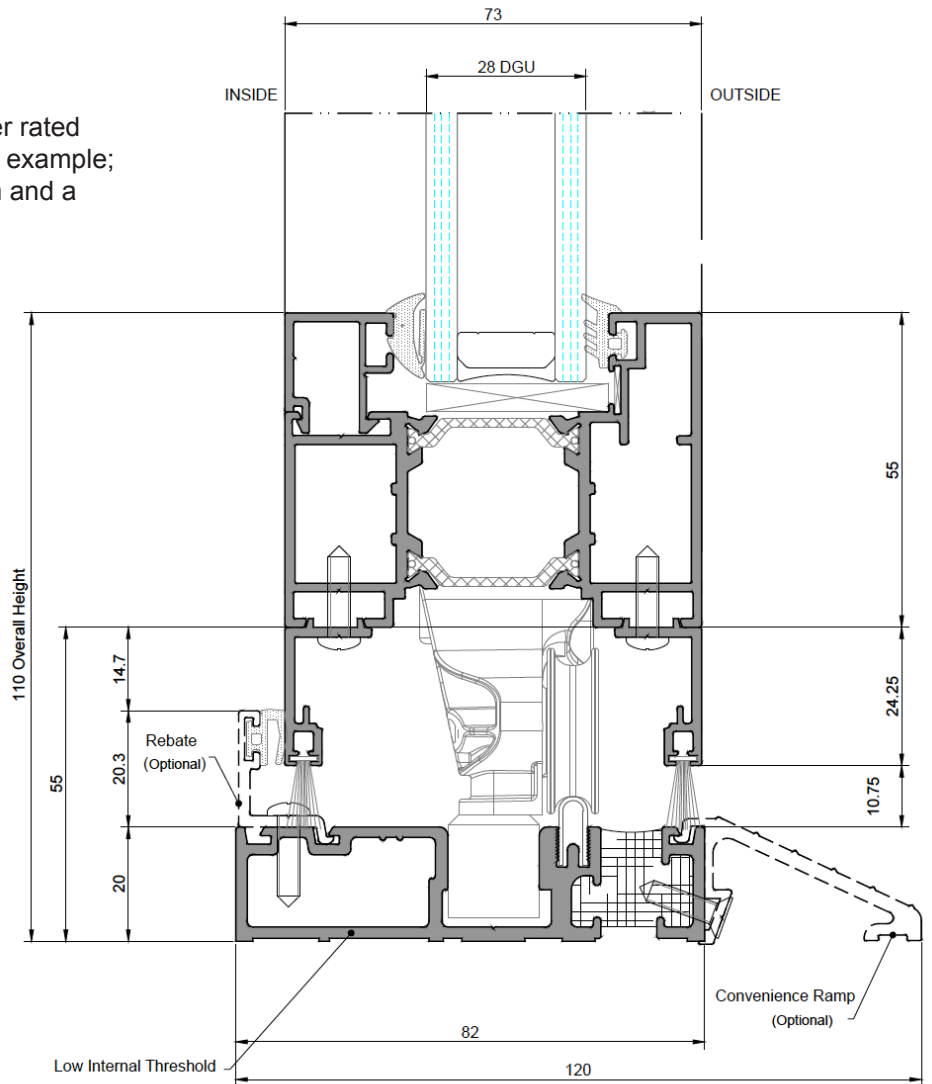 73
28 DGU
INSIDE
OUTSIDE
er rated
example;
and a
55
110 Overall Height
14.7
24.25
Rebate
(Optional)
20.3
55
10.75
20
Convenience Ramp
(Optional)
82
Low Internal Threshold
120